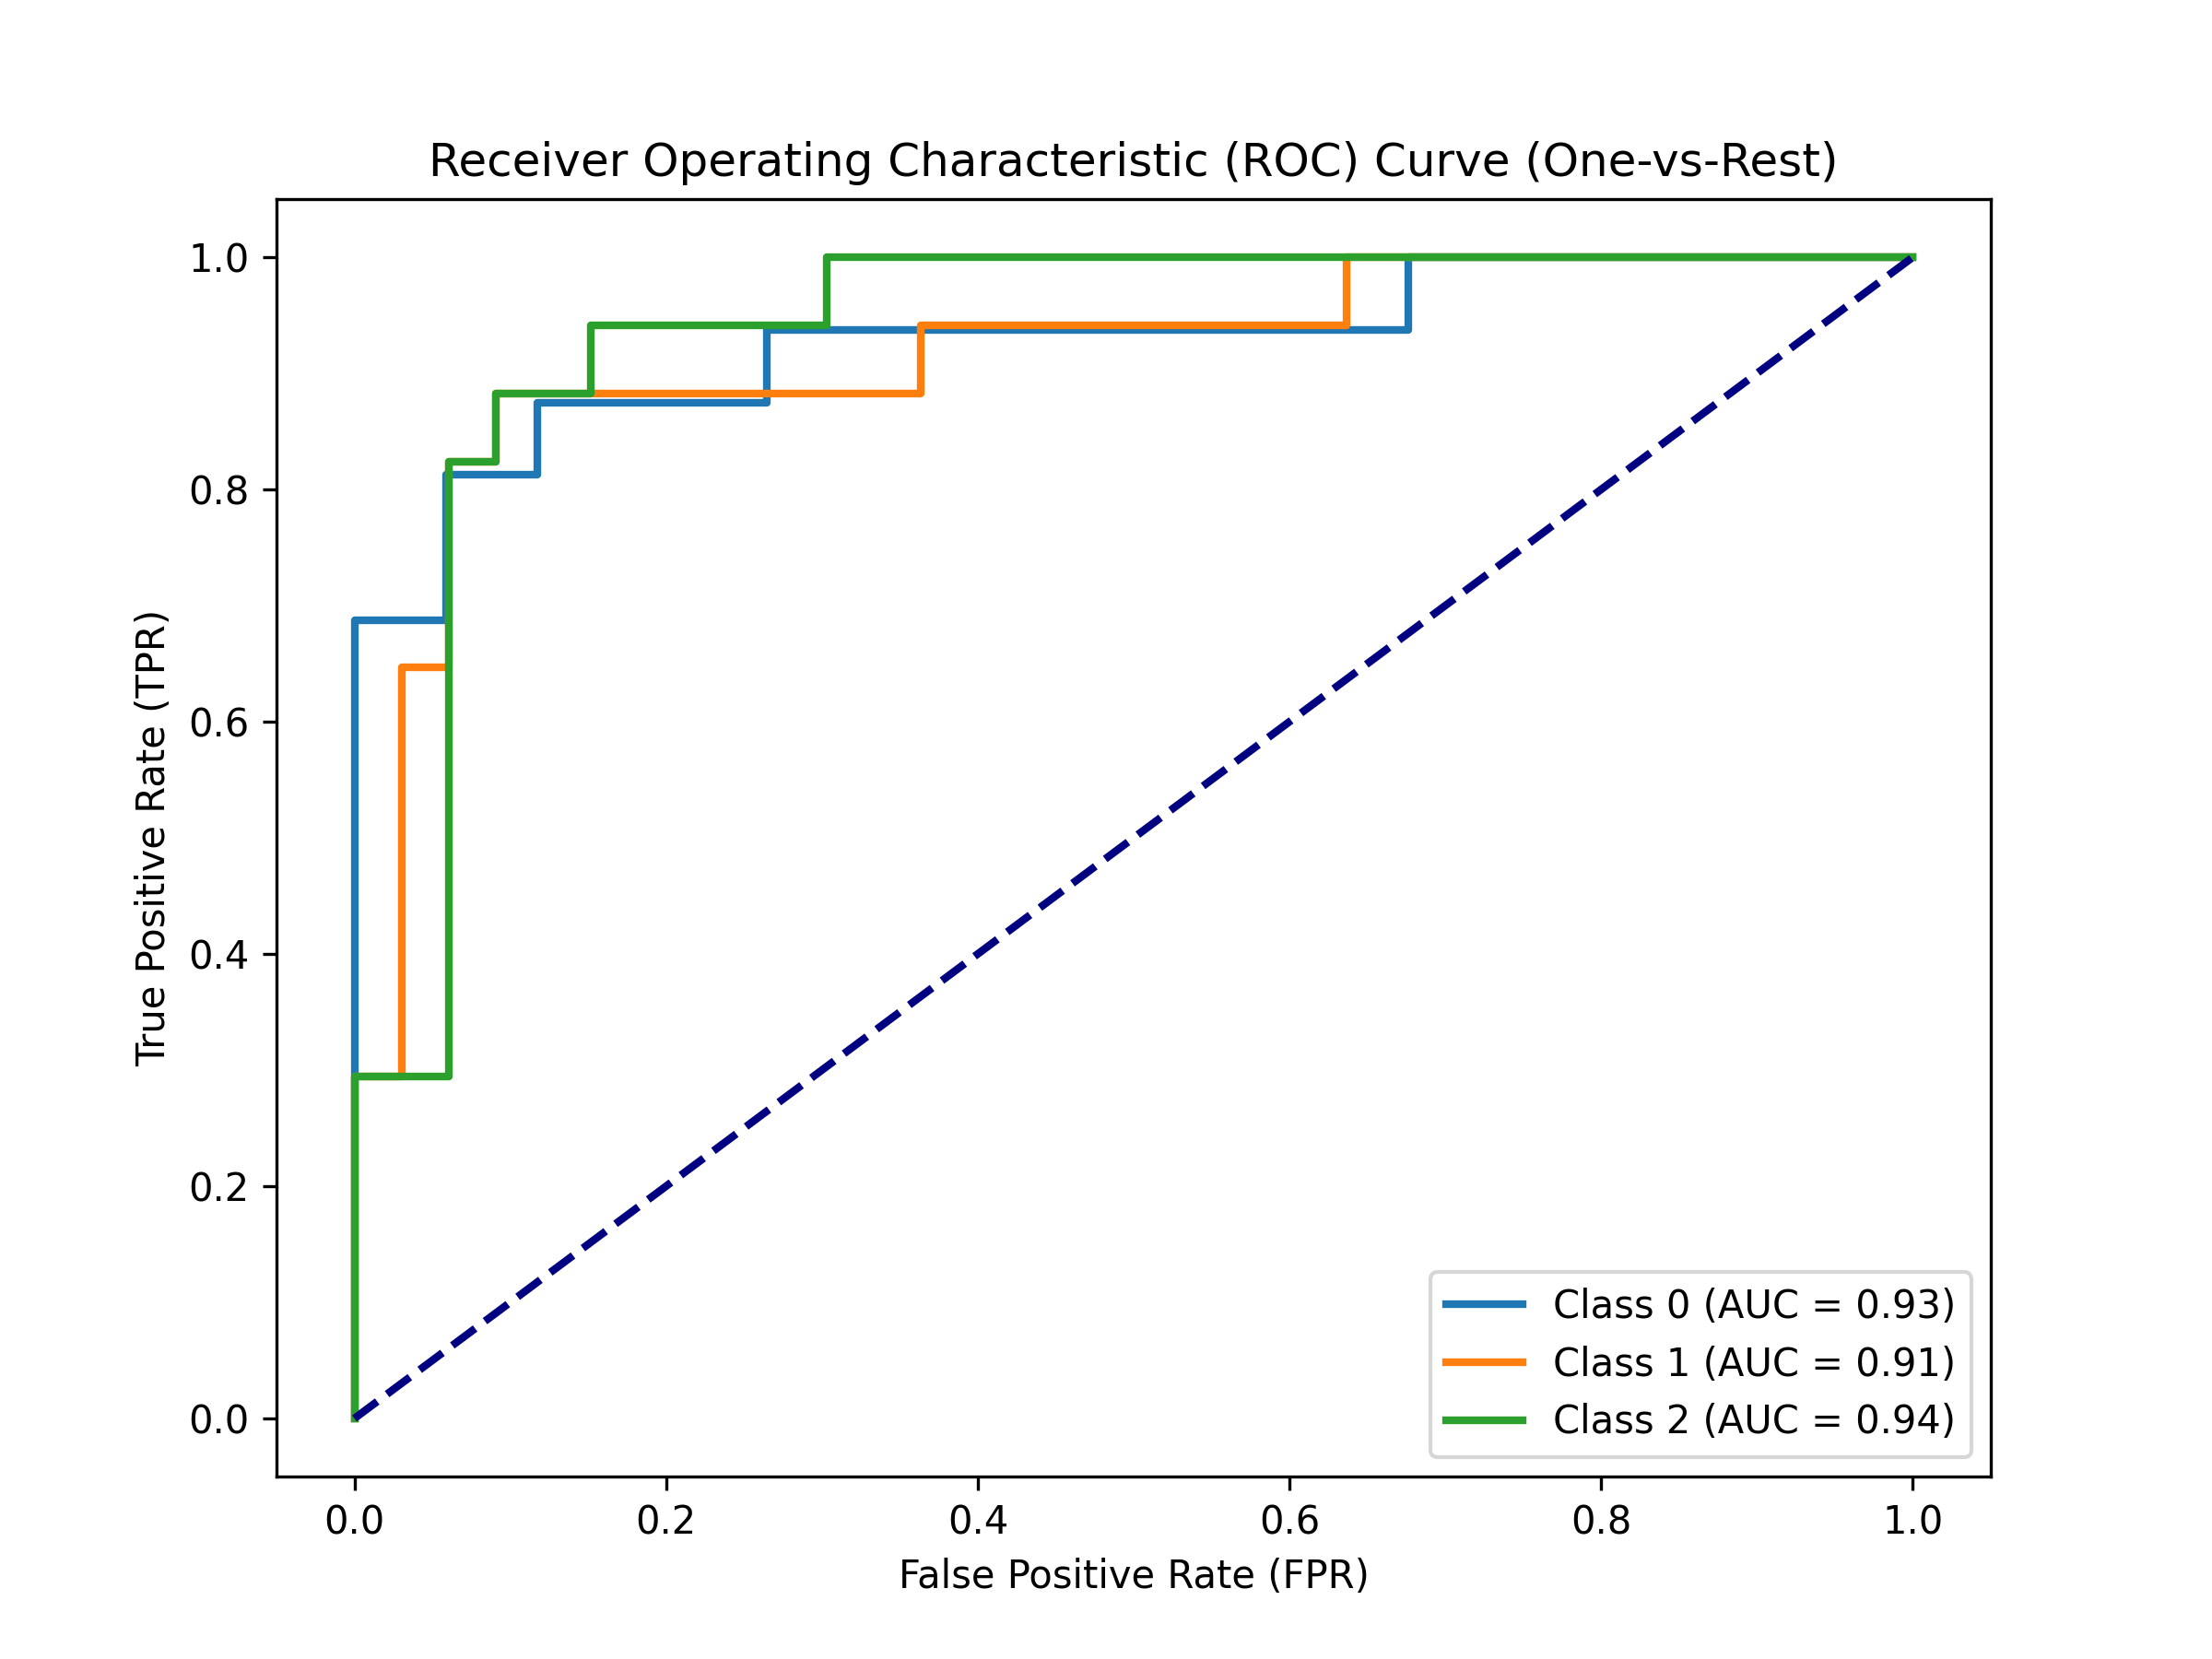 Receiver Operating Characteristic (ROC) Curve (One-vs-Rest)
True Positive Rate (TPR)
1.0
0.8
0.6
0.4
0.2
0.0
0.0 0.2 0.4 0.6 0.8 1.0
False Positive Rate (FPR)
Class 0 (AUC = 0.93)
Class 1 (AUC = 0.91)
Class 2 (AUC = 0.94)